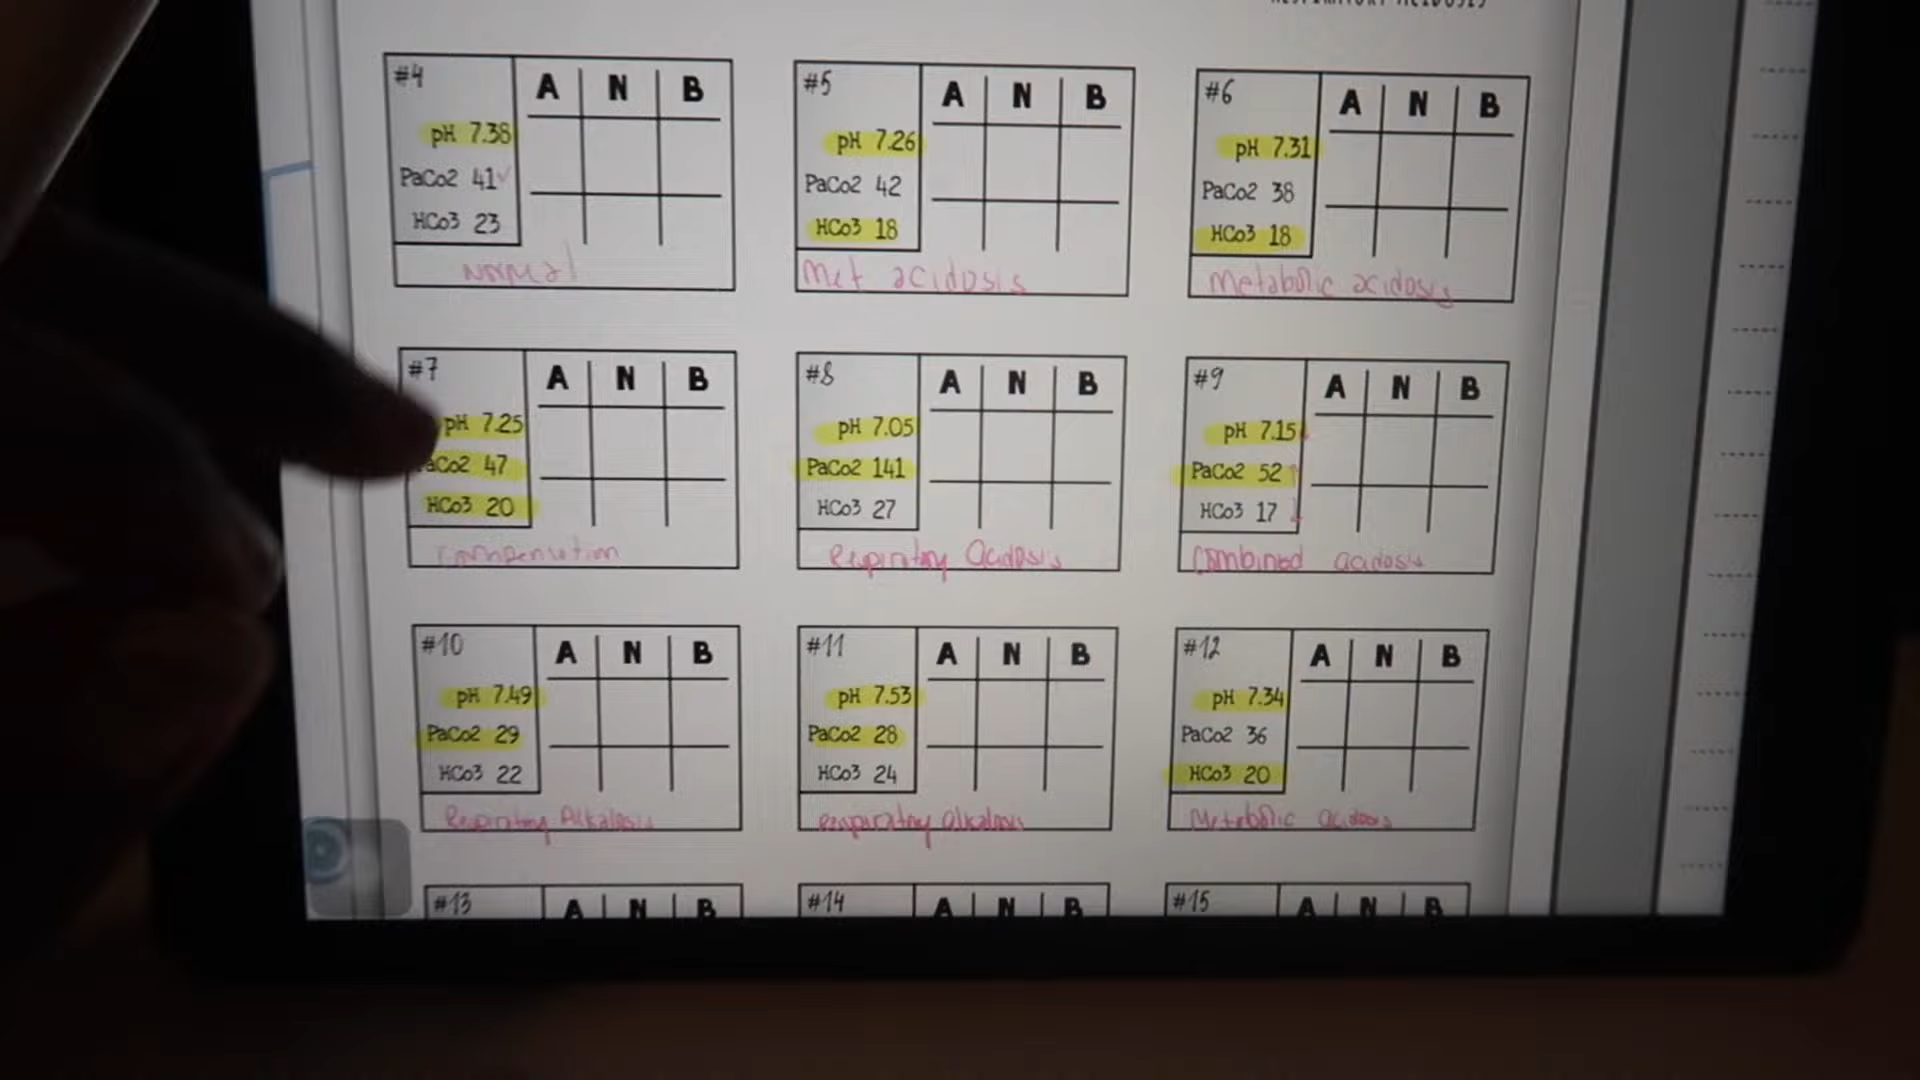 RESPIRATORY ACIDOSIS
#4 A N B
pH 7.38
PaCo2 41
HCo3 23
Normal
#5 A N B
pH 7.26
PaCo2 42
HCo3 18
Met acidosis
#6 A N B
pH 7.31
PaCo2 38
HCo3 18
Metabolic acidosis
#7 A N B
pH 7.25
aCo2 47
HCo3 20
#8 A N B
pH 7.05
PaCo2 141
HCo3 27
Acidosis
#9 A N B
pH 7.15
PaCo2 52
HCo3 17
Combined acidosis
#10 A N B
pH 7.49
PaCo2 29
HCo3 22
Respiratory Alkalosis
#11 A N B
pH 7.53
PaCo2 28
HCo3 24
respiratory alkalosis
#12 A N B
pH 7.34
PaCo2 36
HCo3 20
Metabolic acidosis
#13 A N B
#14 A N B
#15 A N B